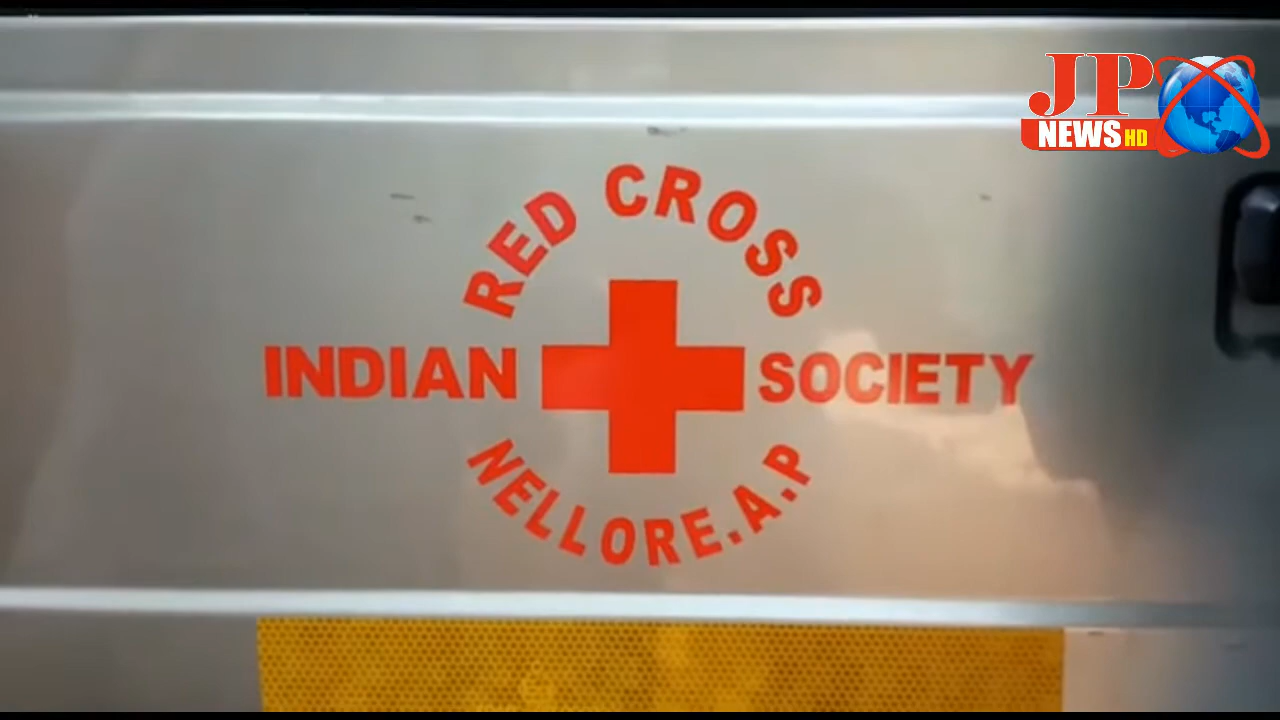 JP
NEWS HD
RED CROSS
INDIAN SOCIETY
NELLORE.A.P